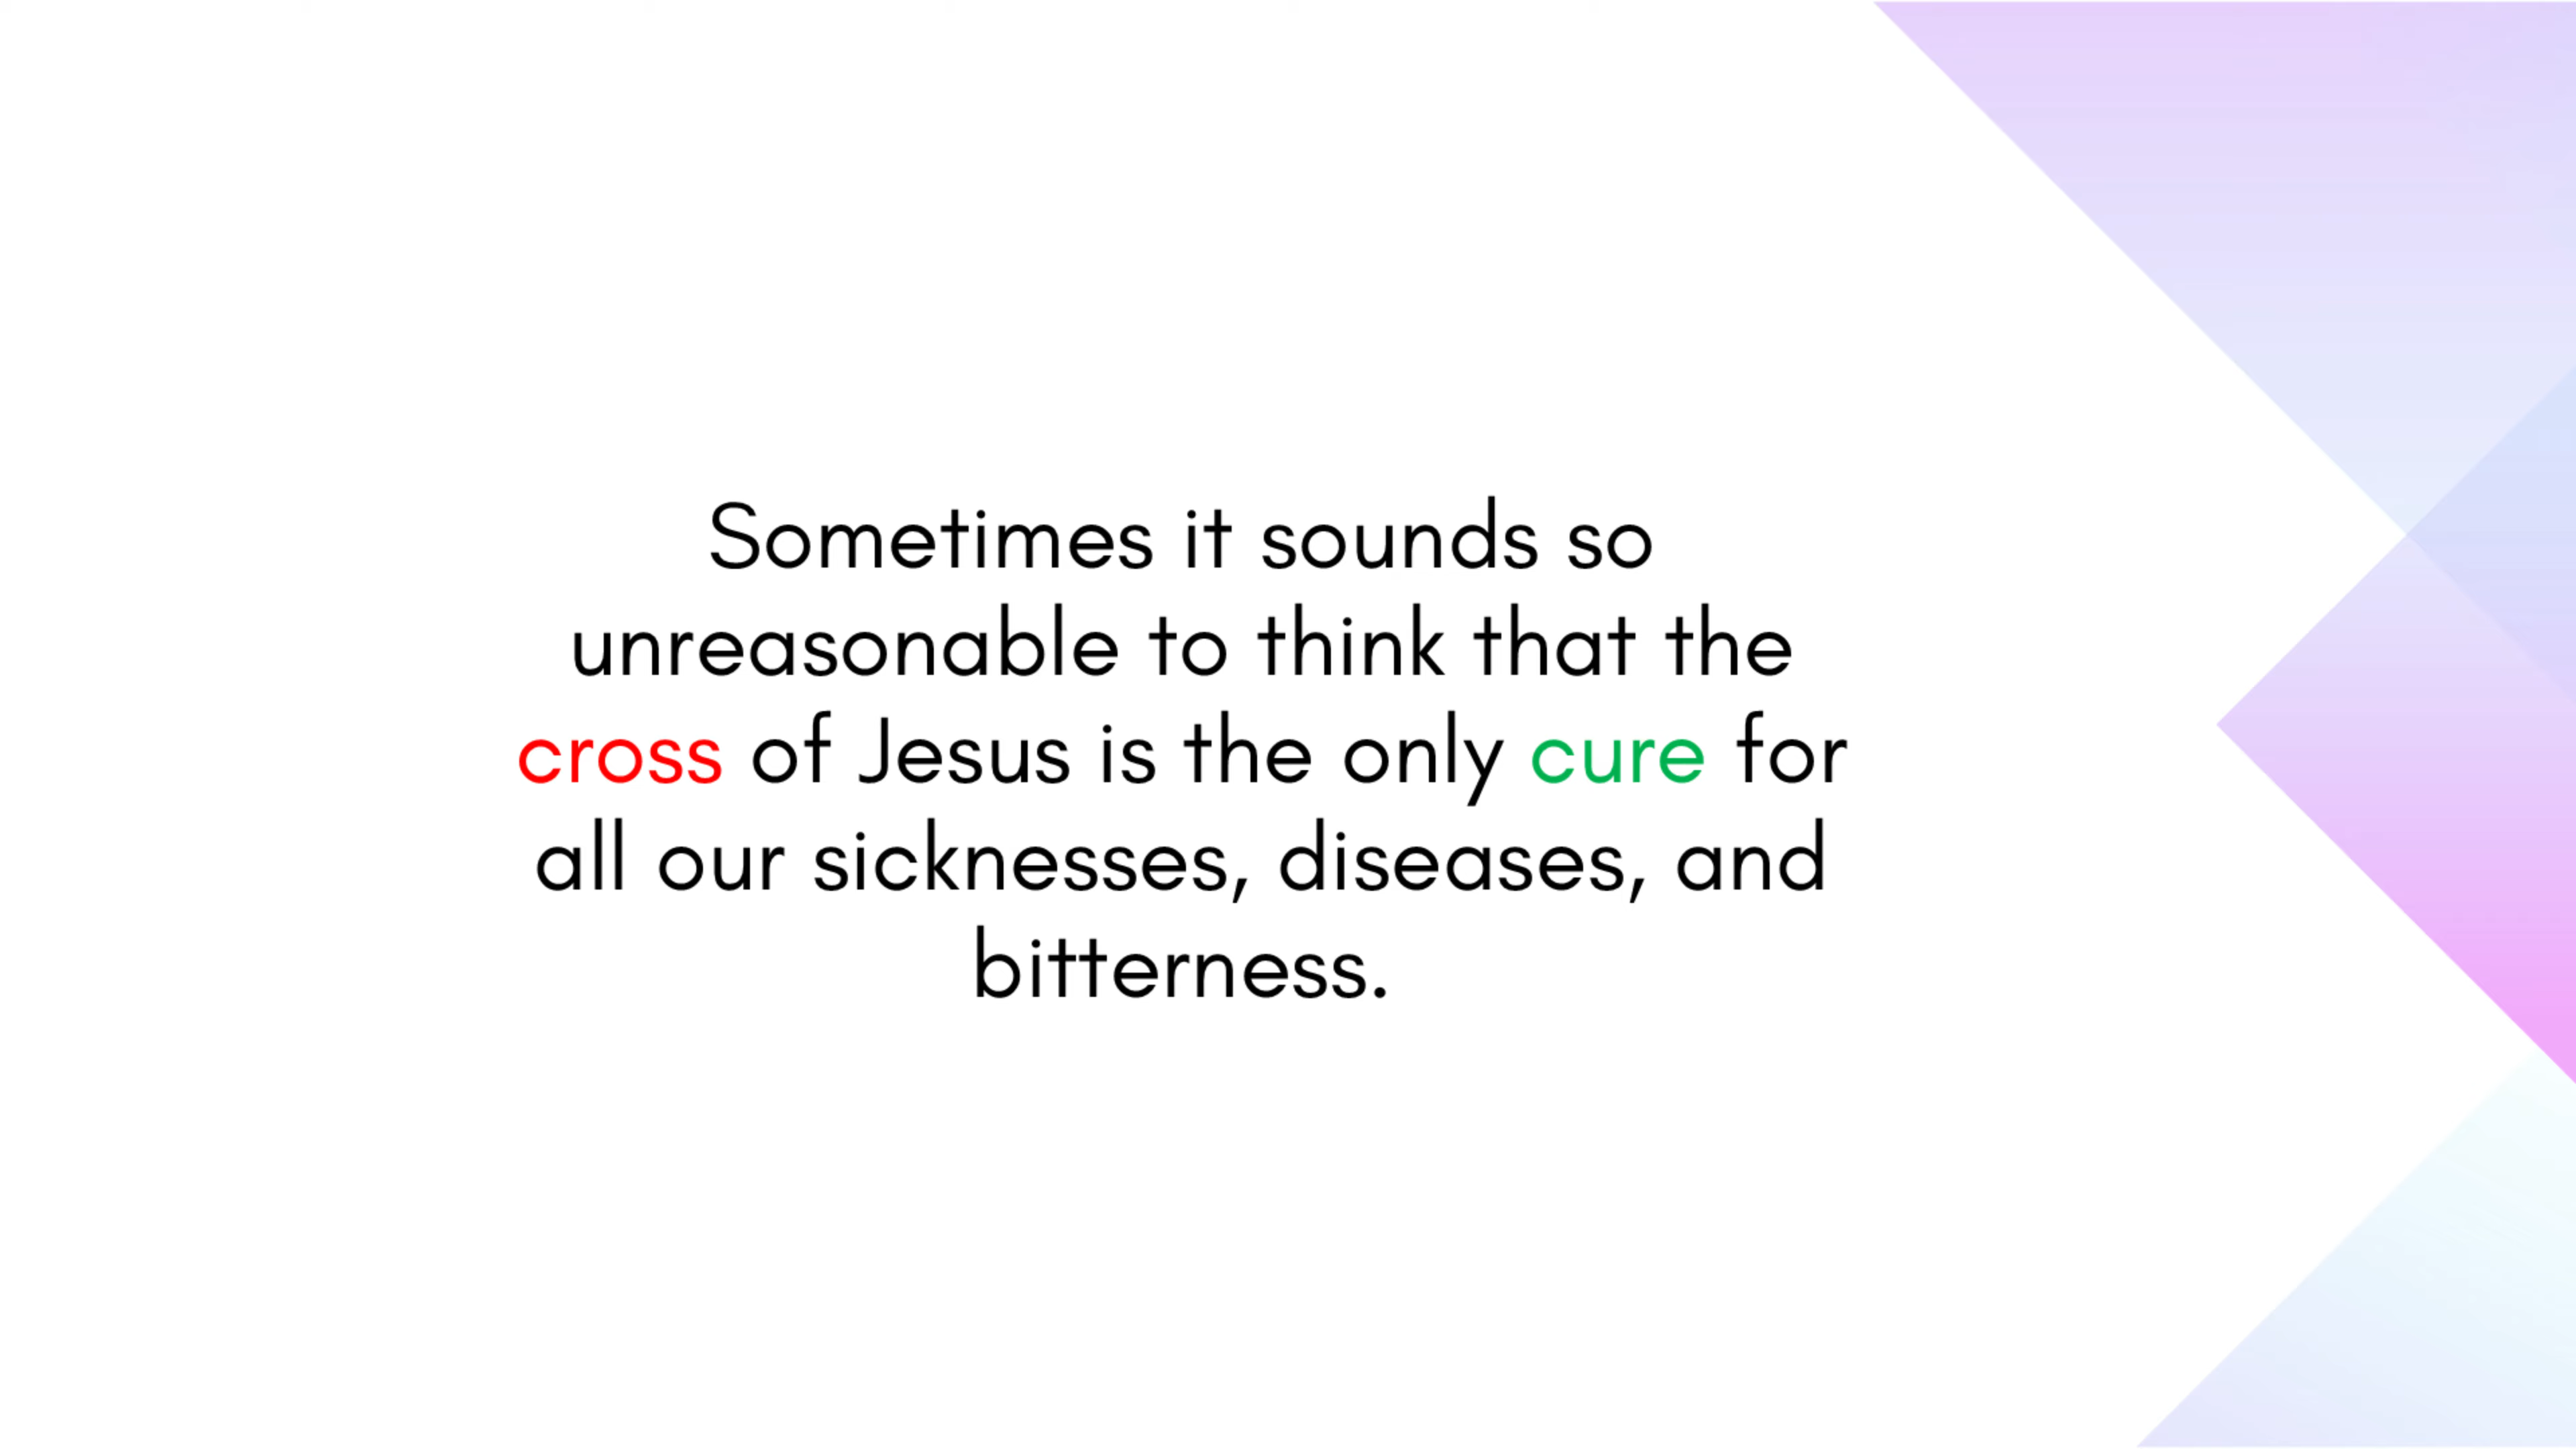 Sometimes it sounds so
unreasonable to think that the
cross of Jesus is the only cure for
all our sicknesses, diseases, and
bitterness.